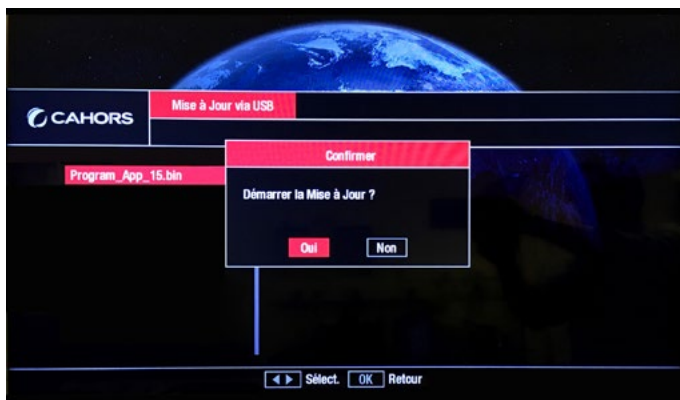 CAHORS
Mise à Jour via USB
Confirmer
Program_App_15.bin
Démarrer la Mise à Jour ?
Oui
Non
Sélect. OK Retour